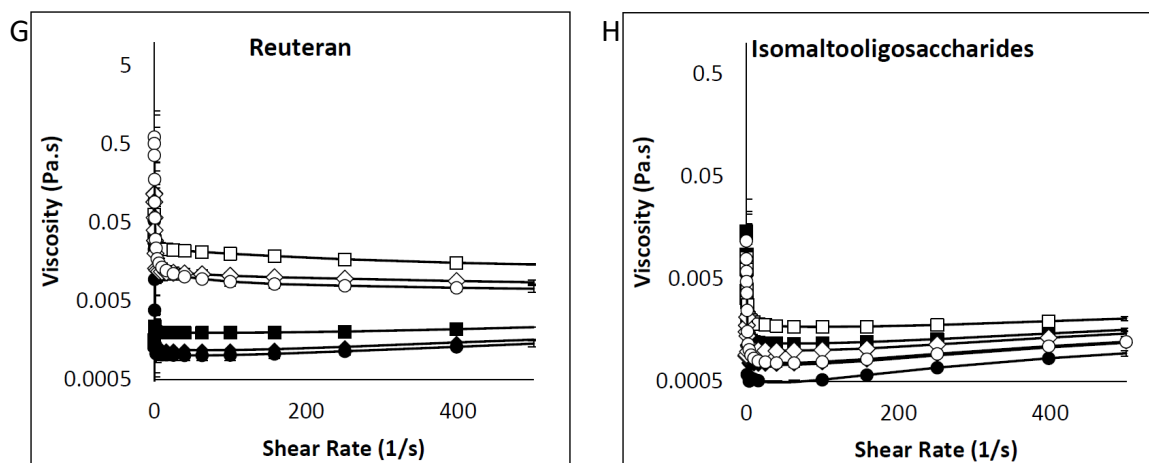 G
Reuteran
5
0.5
0.05
0.005
0.0005
Viscosity (Pa.s)
0 200 400
Shear Rate (1/s)
H
Isomaltooligosaccharides
0.5
0.05
0.005
0.0005
Viscosity (Pa.s)
0 200 400
Shear Rate (1/s)